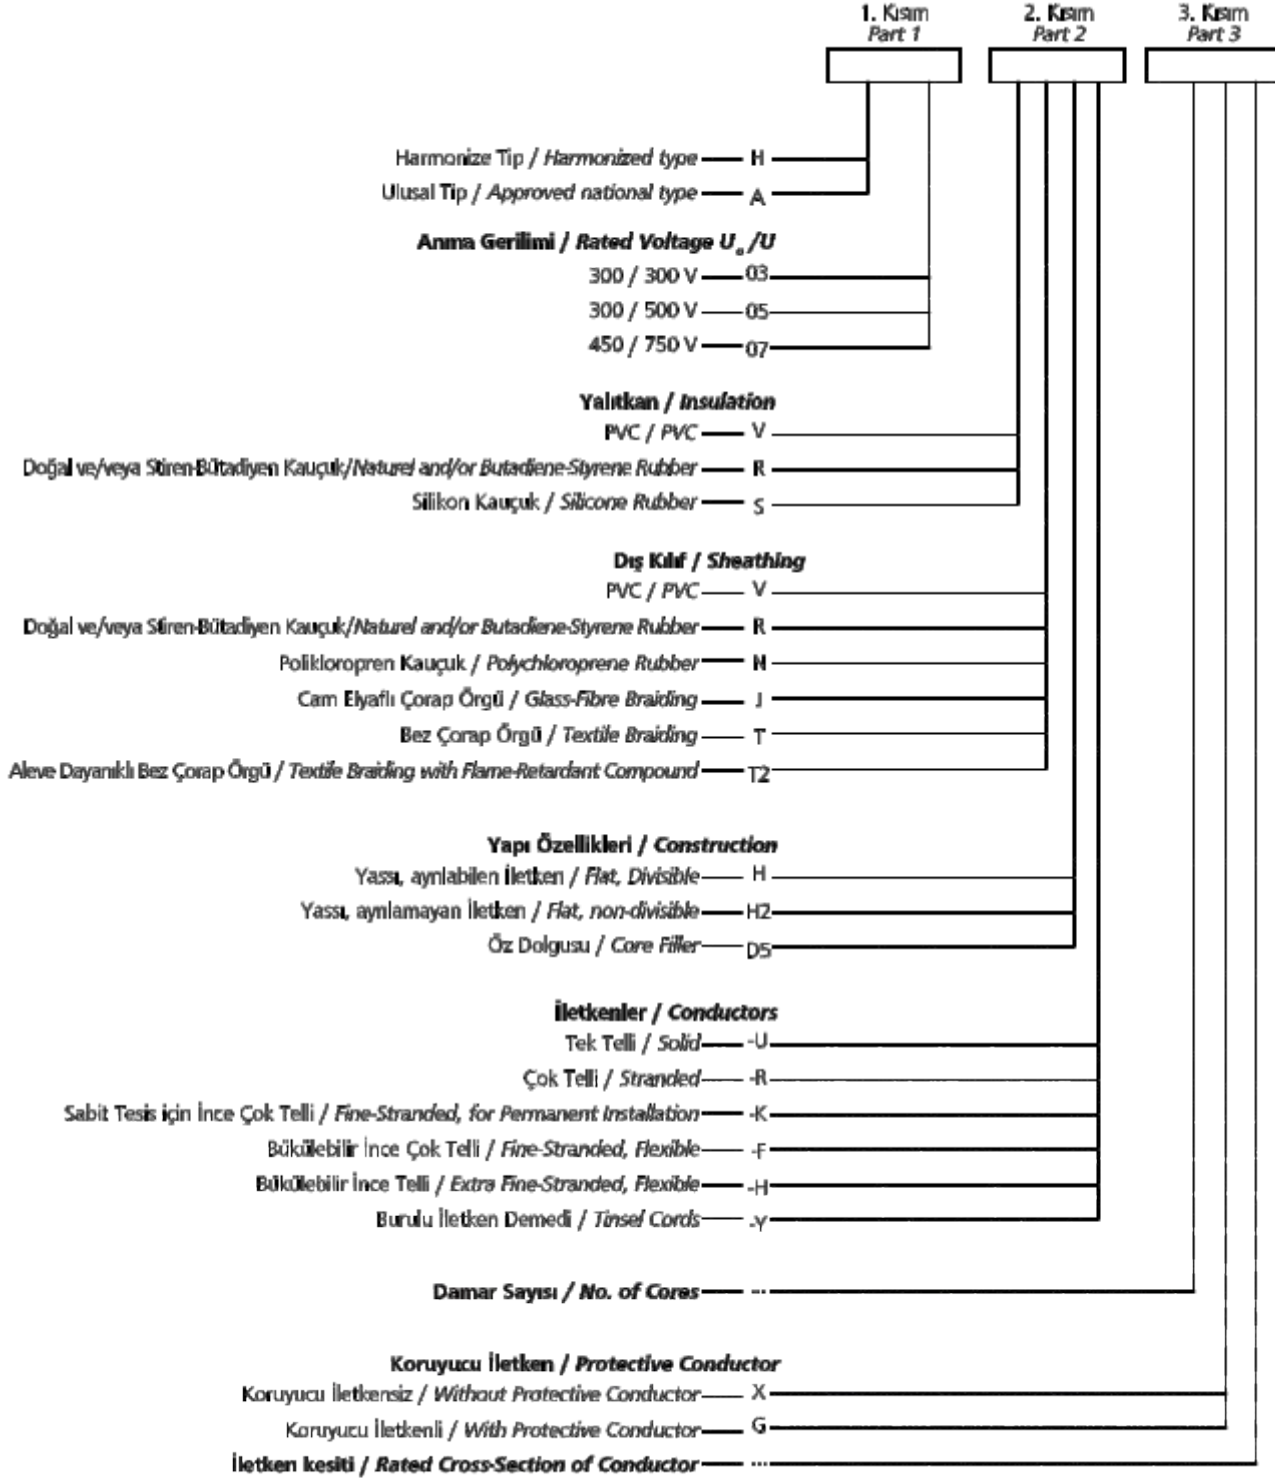 1. Kısım 2. Kısım 3. Kısım
Part 1 Part 2 Part 3
Harmonize Tip / Harmonized type H
Ulusal Tip / Approved national type A
Anma Gerilimi / Rated Voltage Uₒ/U
300 / 300 V 03
300 / 500 V 05
450 / 750 V 07
Yalıtkan / Insulation
PVC / PVC V
Doğal ve/veya Stiren-Bütadiyen Kauçuk/Naturel and/or Butadiene-Styrene Rubber R
Silikon Kauçuk / Silicone Rubber S
Dış Kılıf / Sheathing
PVC / PVC V
Doğal ve/veya Stiren-Bütadiyen Kauçuk/Naturel and/or Butadiene-Styrene Rubber R
Polikloropren Kauçuk / Polychloroprene Rubber N
Cam Elyaflı Çorap Örgü / Glass-Fibre Braiding J
Bez Çorap Örgü / Textile Braiding T
Aleve Dayanıklı Bez Çorap Örgü / Textile Braiding with Flame-Retardant Compound T2
Yapı Özellikleri / Construction
Yassı, ayrılabilen İletken / Flat, Divisible H
Yassı, ayrılamayan İletken / Flat, non-divisible H2
Öz Dolgusu / Core Filler D5
İletkenler / Conductors
Tek Telli / Solid -U
Çok Telli / Stranded -R
Sabit Tesis için İnce Çok Telli / Fine-Stranded, for Permanent Installation -K
Bükülebilir İnce Çok Telli / Fine-Stranded, Flexible -F
Bükülebilir İnce Telli / Extra Fine-Stranded, Flexible -H
Burulu İletken Demedi / Tinsel Cords -Y
Damar Sayısı / No. of Cores ...
Koruyucu İletken / Protective Conductor
Koruyucu İletkensiz / Without Protective Conductor X
Koruyucu İletkenli / With Protective Conductor G
İletken kesiti / Rated Cross-Section of Conductor ...